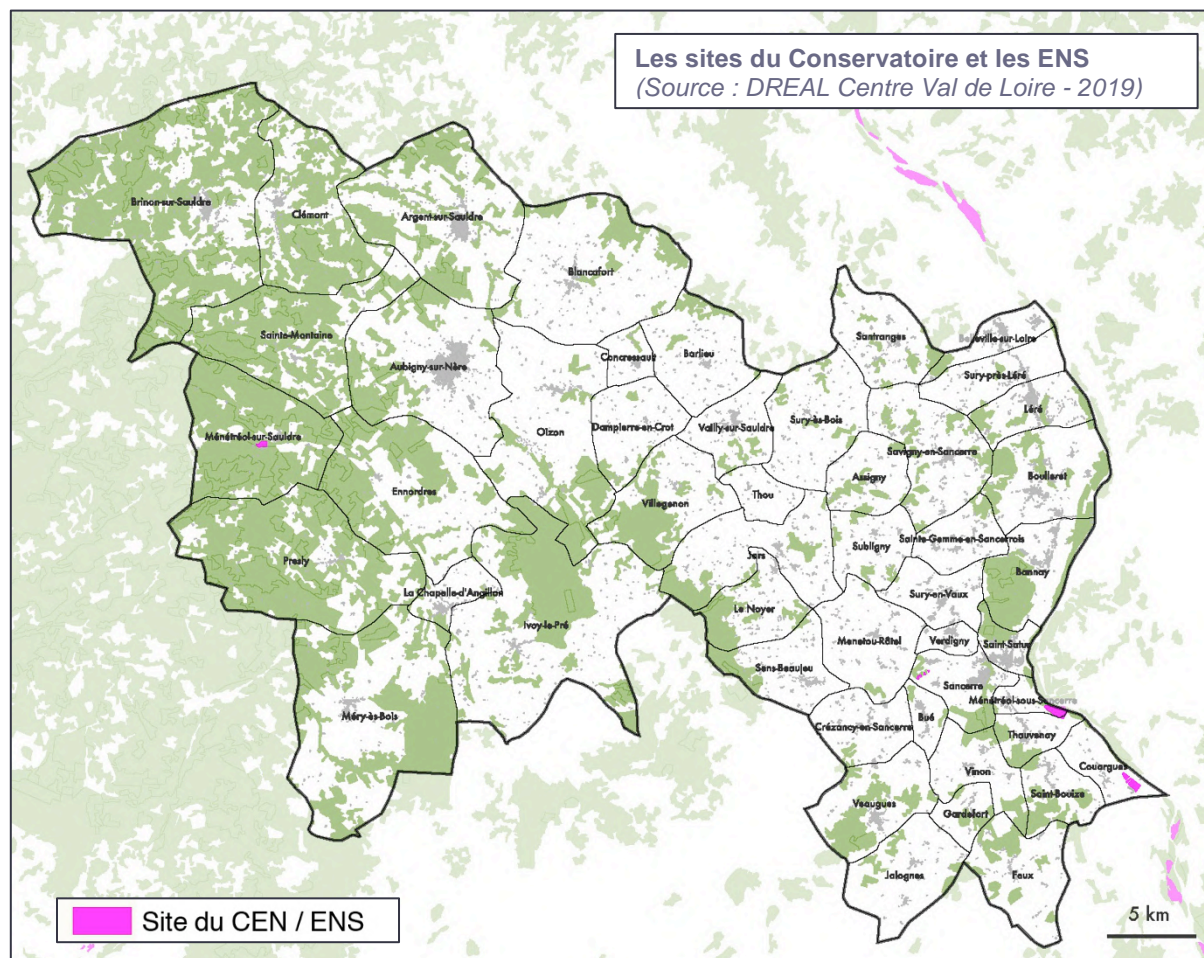 Les sites du Conservatoire et les ENS
(Source : DREAL Centre Val de Loire - 2019)
Brinon-sur-Sauldre
Clémont
Argent-sur-Sauldre
Blancafort
Sainte-Montaine
Aubigny-sur-Nère
Concressault
Barlieu
Santranges
Belleville-sur-Loire
Sury-près-Léré
Léré
Ménétréol-sur-Sauldre
Oizon
Dampierre-en-Crot
Vailly-sur-Sauldre
Sury-ès-Bois
Savigny-en-Sancerre
Assigny
Boulleret
Ennordres
Villegenon
Thou
Presly
Jars
Subligny
Sainte-Gemme-en-Sancerrois
Bannay
La Chapelle-d'Angillon
Ivoy-le-Pré
Le Noyer
Sury-en-Vaux
Menetou-Râtel
Verdigny
Saint-Satur
Sens-Beaujeu
Sancerre
Ménétréol-sous-Sancerre
Méry-ès-Bois
Crézancy-en-Sancerre
Bué
Thauvenay
Vinon
Couargues
Veaugues
Gardefort
Saint-Bouize
Jalognes
Feux
Site du CEN / ENS
5 km